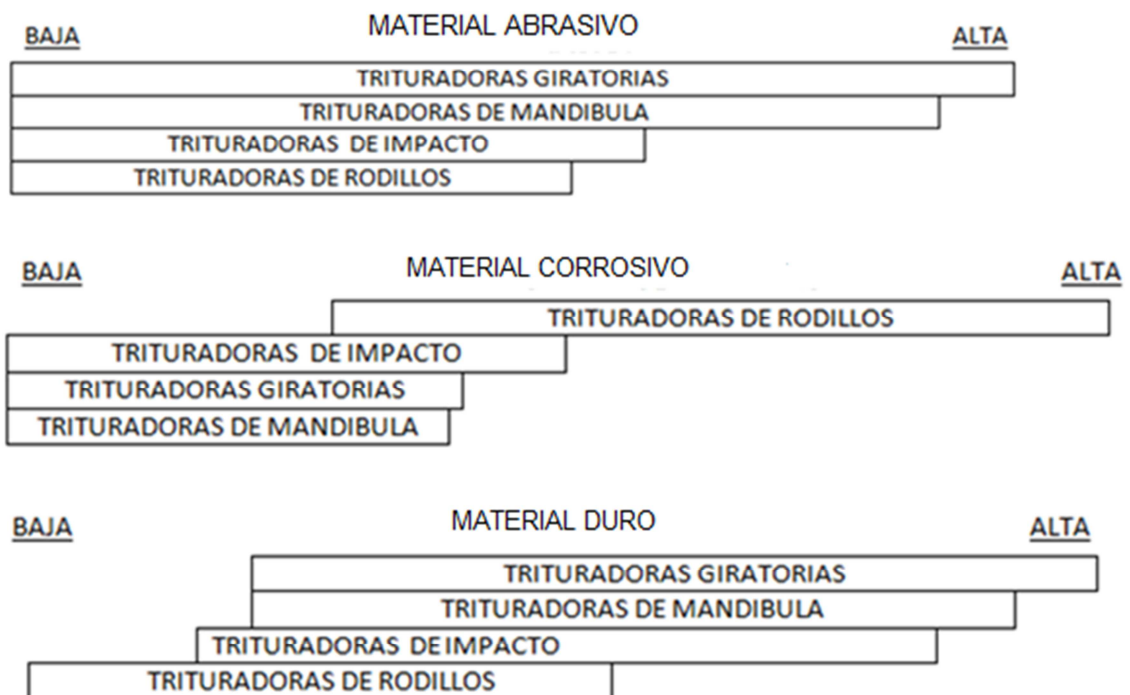 MATERIAL ABRASIVO
BAJA ALTA
TRITURADORAS GIRATORIAS
TRITURADORAS DE MANDIBULA
TRITURADORAS DE IMPACTO
TRITURADORAS DE RODILLOS
MATERIAL CORROSIVO
BAJA ALTA
TRITURADORAS DE RODILLOS
TRITURADORAS DE IMPACTO
TRITURADORAS GIRATORIAS
TRITURADORAS DE MANDIBULA
MATERIAL DURO
BAJA ALTA
TRITURADORAS GIRATORIAS
TRITURADORAS DE MANDIBULA
TRITURADORAS DE IMPACTO
TRITURADORAS DE RODILLOS